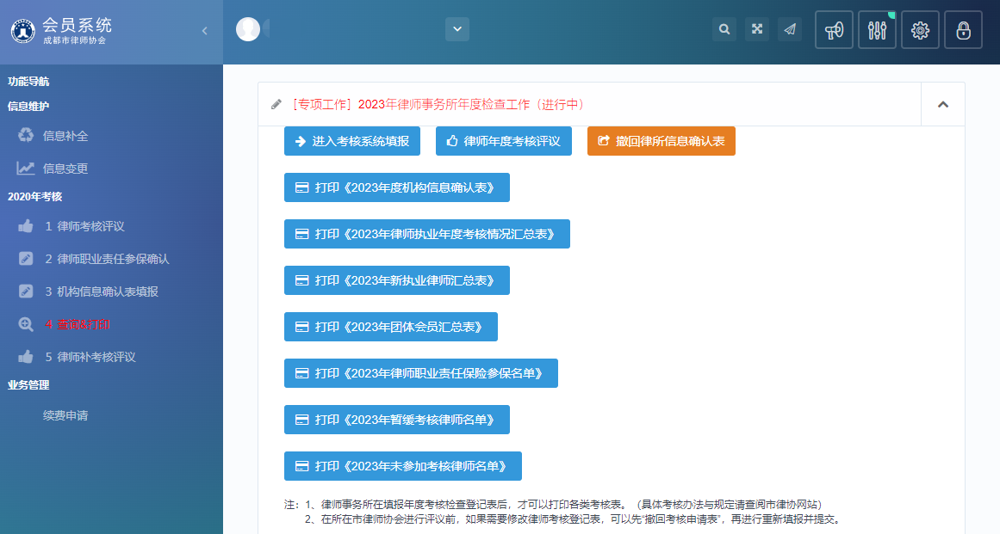 会员系统
成都市律师协会
功能导航
信息维护
信息补全
信息变更
2020年考核
1 律师考核评议
2 律师职业责任参保确认
3 机构信息确认表填报
4 查询&打印
5 律师补考核评议
业务管理
续费申请
[专项工作] 2023年律师事务所年度检查工作（进行中）
进入考核系统填报
律师年度考核评议
撤回律所信息确认表
打印《2023年度机构信息确认表》
打印《2023年律师执业年度考核情况汇总表》
打印《2023年新执业律师汇总表》
打印《2023年团体会员汇总表》
打印《2023年律师职业责任保险参保名单》
打印《2023年暂缓考核律师名单》
打印《2023年未参加考核律师名单》
注：1、律师事务所在填报年度考核检查登记表后，才可以打印各类考核表。（具体考核办法与规定请查阅市律协网站）
2、在所在市律师协会进行评议前，如果需要修改律师考核登记表，可以先“撤回考核申请表”，再进行重新填报并提交。